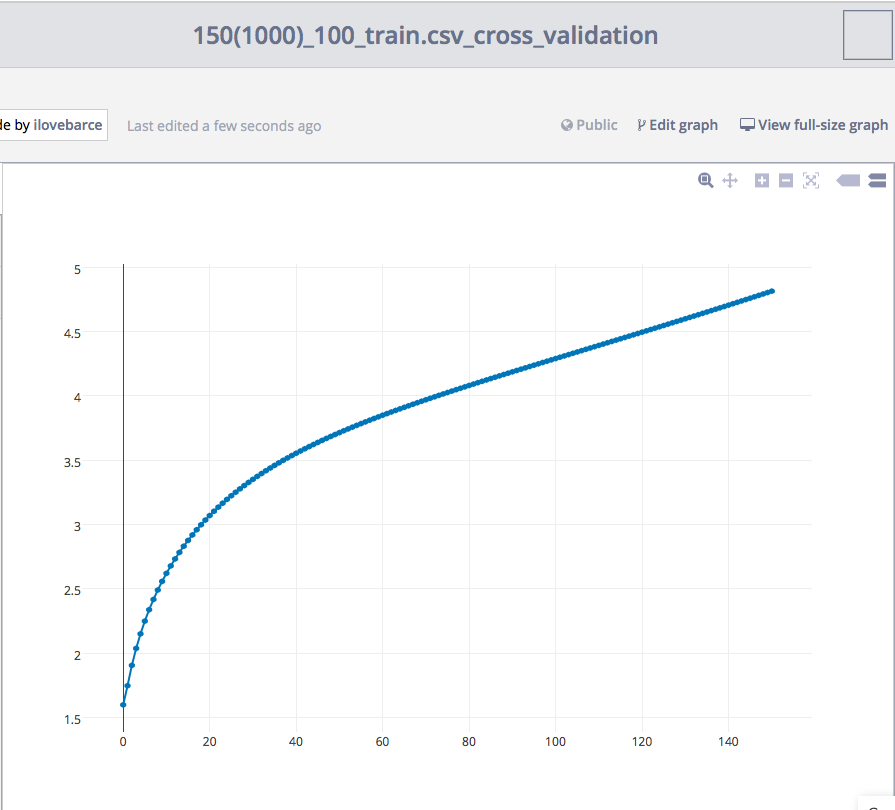 150(1000)_100_train.csv_cross_validation
de by ilovebarce
Last edited a few seconds ago
Public
Edit graph
View full-size graph
5
4.5
4
3.5
3
2.5
2
1.5
0 20 40 60 80 100 120 140